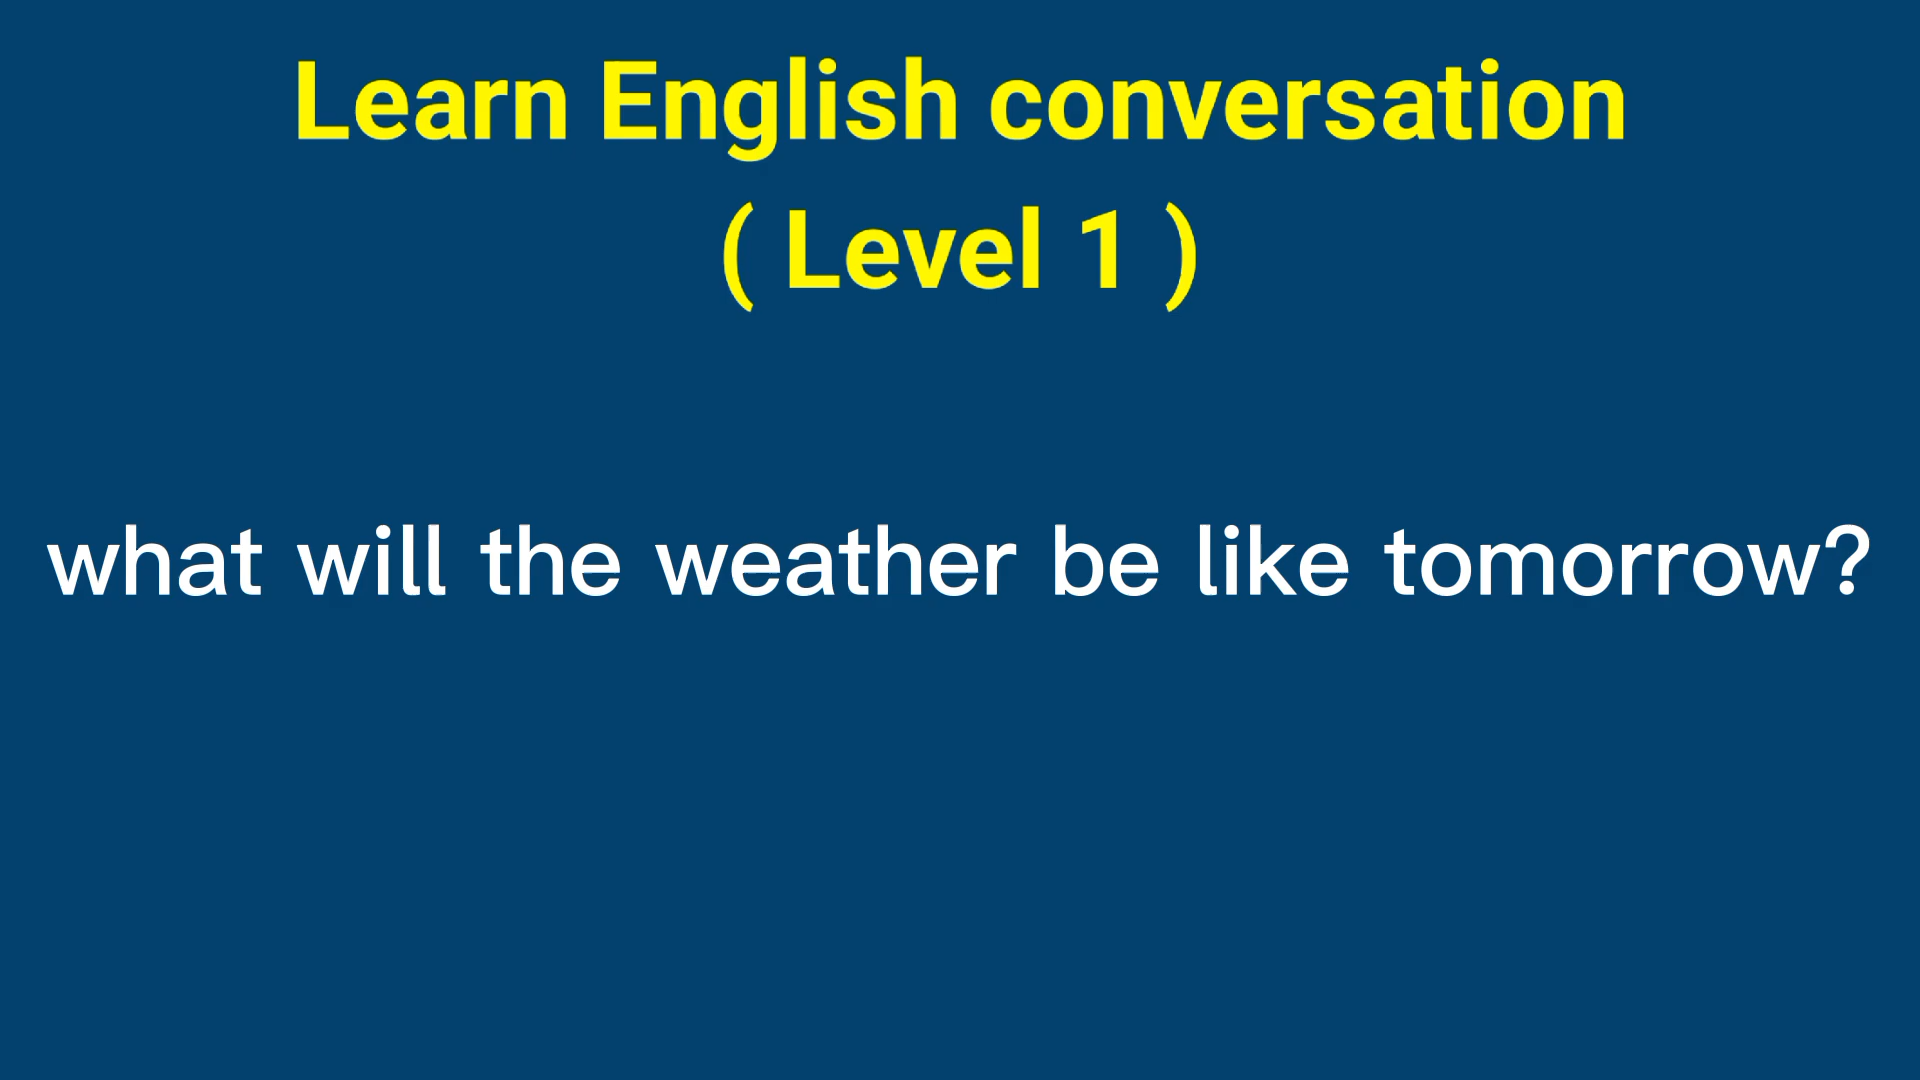 Learn English conversation
( Level 1 )
what will the weather be like tomorrow?